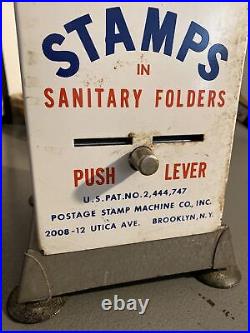 STAMPS
IN
SANITARY FOLDERS
PUSH LEVER
U.S. PAT. NO. 2,444,747
POSTAGE STAMP MACHINE CO., INC.
2008-12 UTICA AVE. BROOKLYN, N.Y.